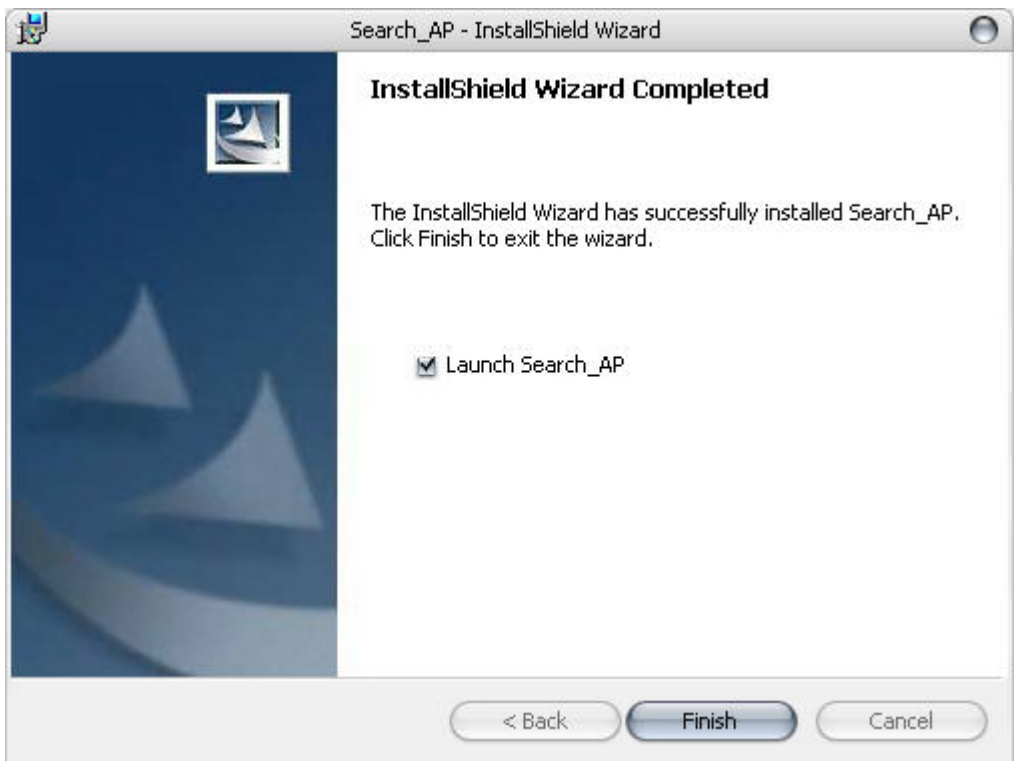 Search_AP - InstallShield Wizard
InstallShield Wizard Completed
The InstallShield Wizard has successfully installed Search_AP.
Click Finish to exit the wizard.
Launch Search_AP
< Back
Finish
Cancel